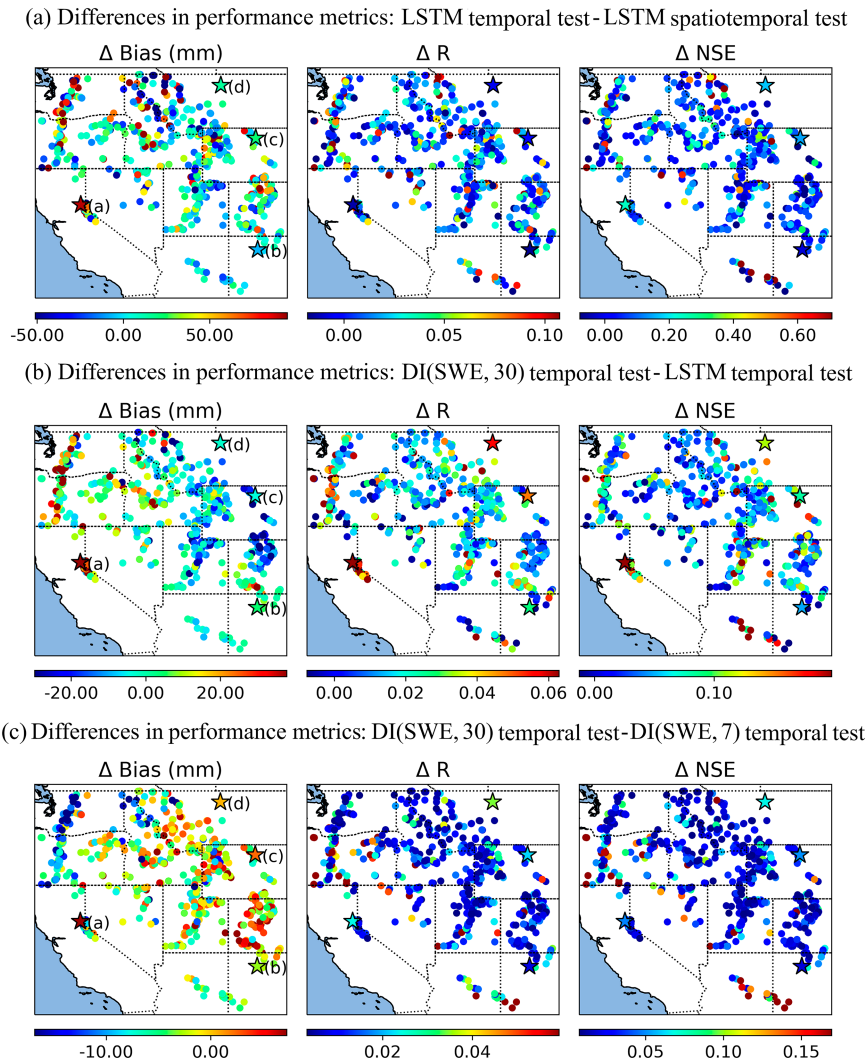 (a) Differences in performance metrics: LSTM temporal test-LSTM spatiotemporal test
Δ Bias (mm) Δ R Δ NSE
(d)
(c)
(a)
(b)
-50.00 0.00 50.00 0.00 0.05 0.10 0.00 0.20 0.40 0.60
(b) Differences in performance metrics: DI(SWE, 30) temporal test-LSTM temporal test
Δ Bias (mm) Δ R Δ NSE
(d)
(c)
(a)
(b)
-20.00 0.00 20.00 0.00 0.02 0.04 0.06 0.00 0.10
(c) Differences in performance metrics: DI(SWE, 30) temporal test-DI(SWE, 7) temporal test
Δ Bias (mm) Δ R Δ NSE
(d)
(c)
(a)
(b)
-10.00 0.00 0.02 0.04 0.05 0.10 0.15